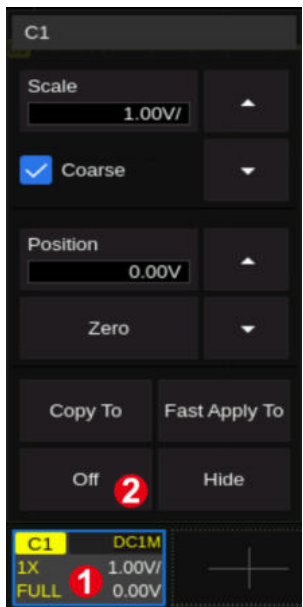 C1
Scale
1.00V/
Coarse
Position
0.00V
Zero
Copy To Fast Apply To
Off 2 Hide
C1 DC1M
1X 1.00V/
1
FULL 0.00V